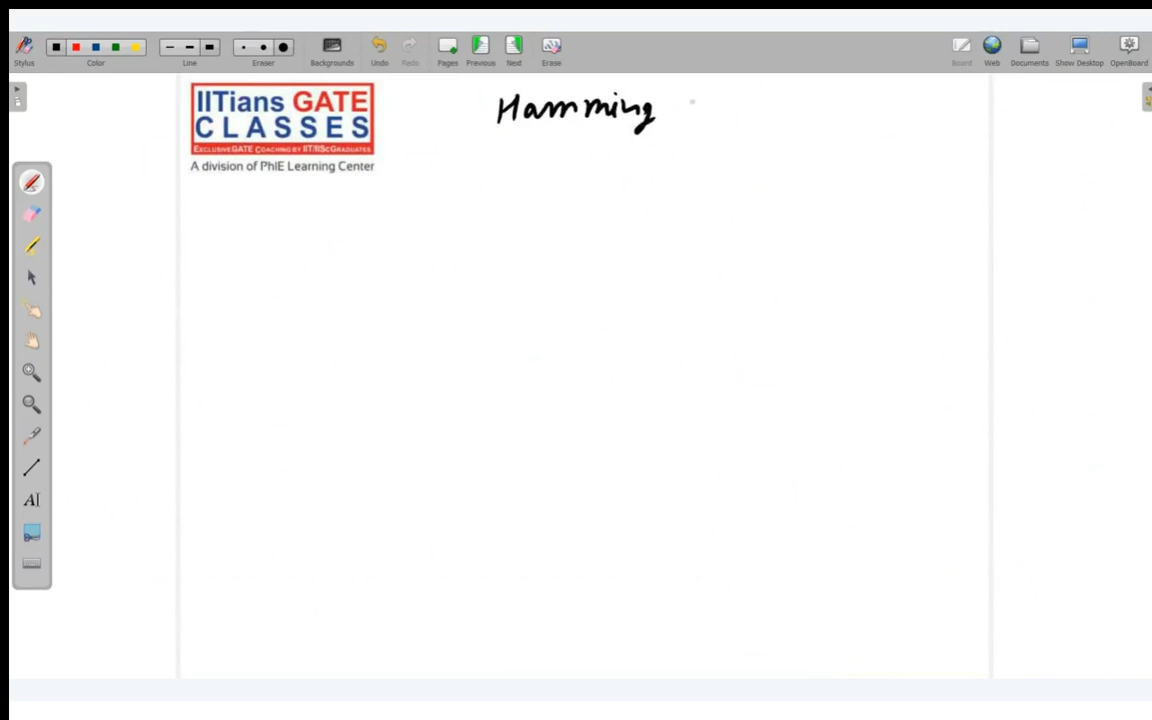 Stylus
Color
Line
Eraser
Backgrounds
Undo
Redo
Pages
Previous
Next
Erase
Board
Web
Documents
Show Desktop
OpenBoard
IITians GATE
CLASSES
EXCLUSIVE GATE COACHING BY IIT/IISc GRADUATES
A division of PhIE Learning Center
Hamming
AI